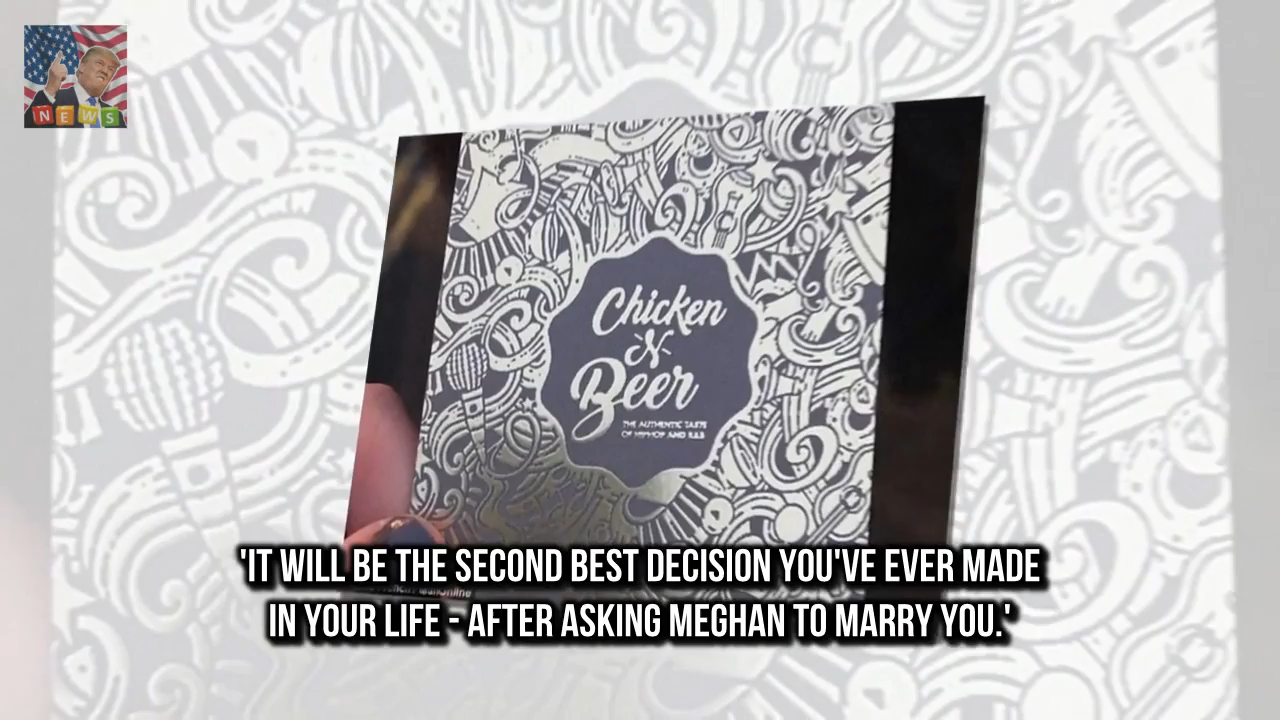 NEWS
Chicken
N
Beer
THE AUTHENTIC TASTE
OF HIPHOP AND R&B
'IT WILL BE THE SECOND BEST DECISION YOU'VE EVER MADE
IN YOUR LIFE - AFTER ASKING MEGHAN TO MARRY YOU.'